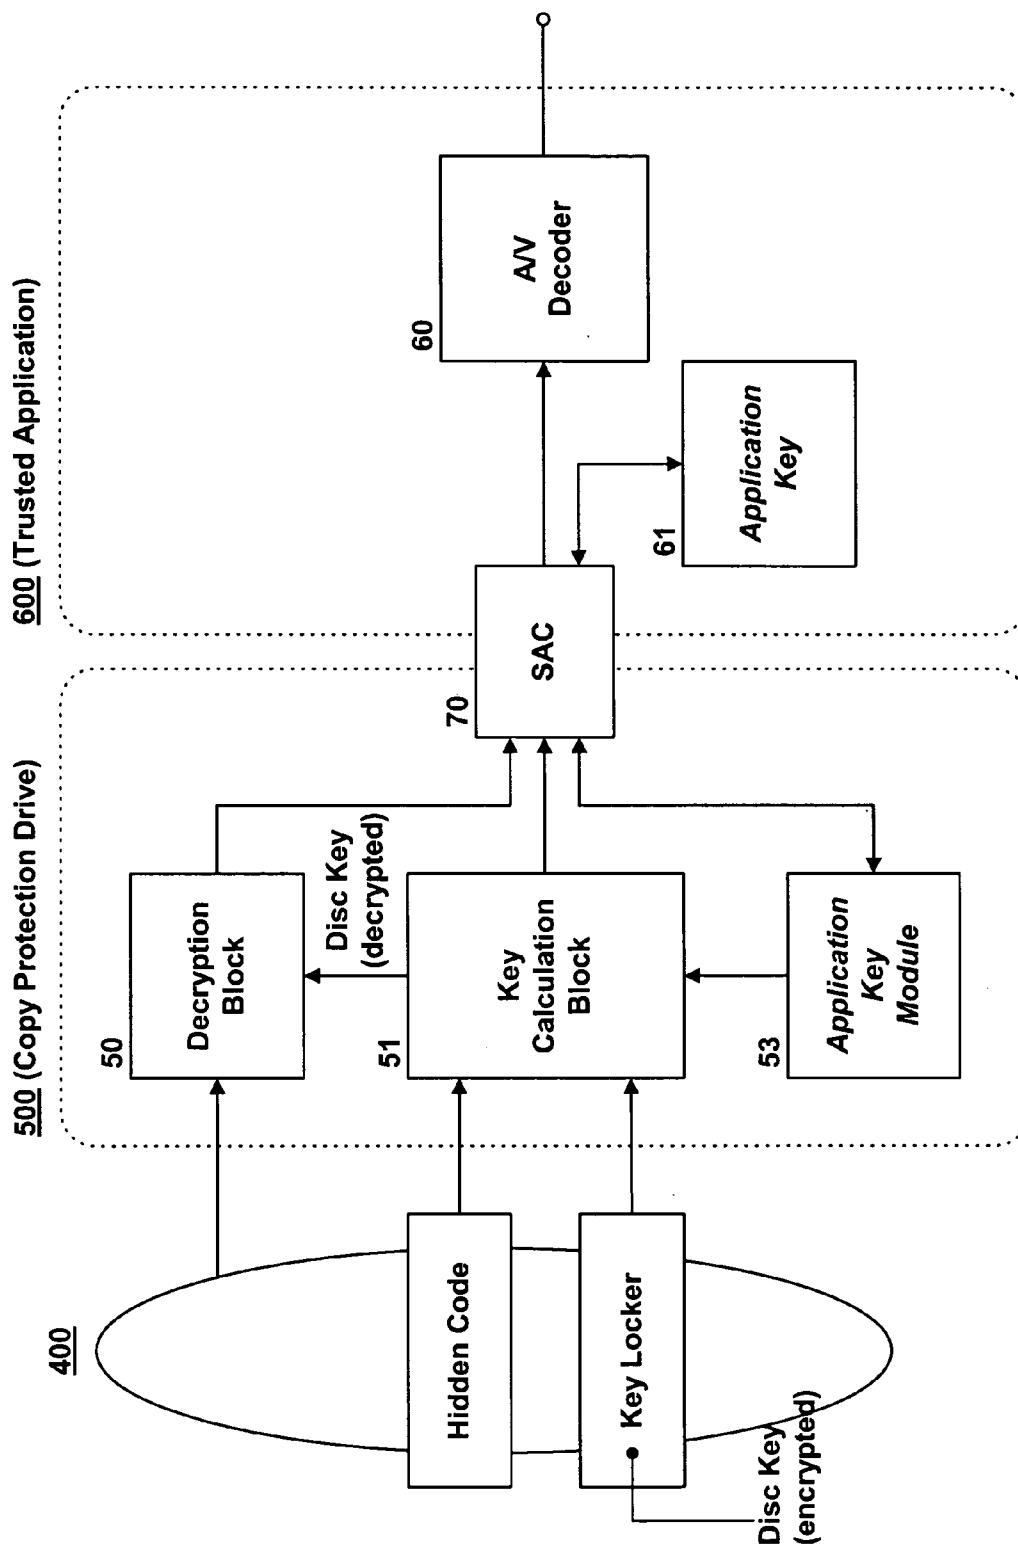 400
Hidden Code
Key Locker
Disc Key
(encrypted)
500 (Copy Protection Drive)
50
Decryption
Block
Disc Key
(decrypted)
51
Key
Calculation
Block
53
Application
Key
Module
70
SAC
600 (Trusted Application)
60
A/V
Decoder
61
Application
Key